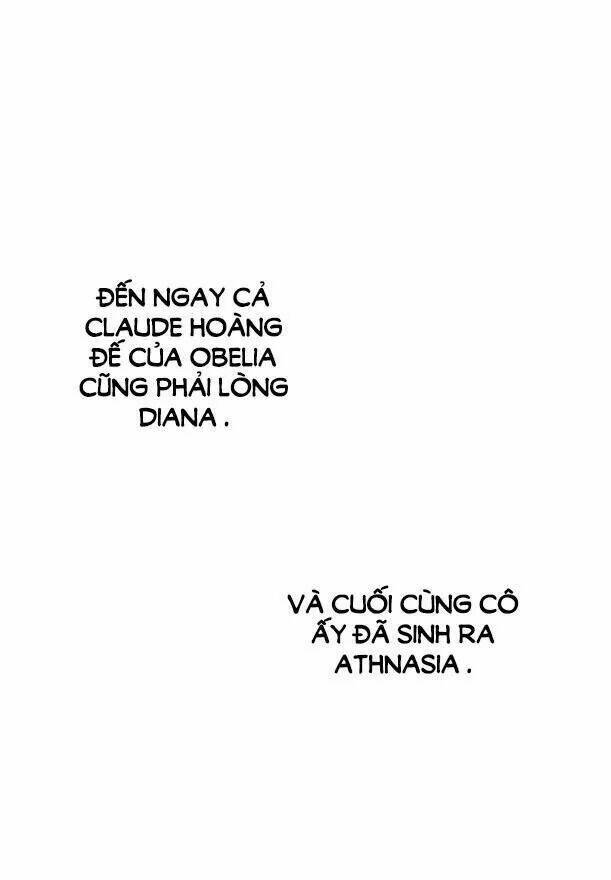 ĐẾN NGAY CẢ
CLAUDE HOÀNG
ĐẾ CỦA OBELIA
CŨNG PHẢI LÒNG
DIANA .
VÀ CUỐI CÙNG CÔ
ẤY ĐÃ SINH RA
ATHNASIA .